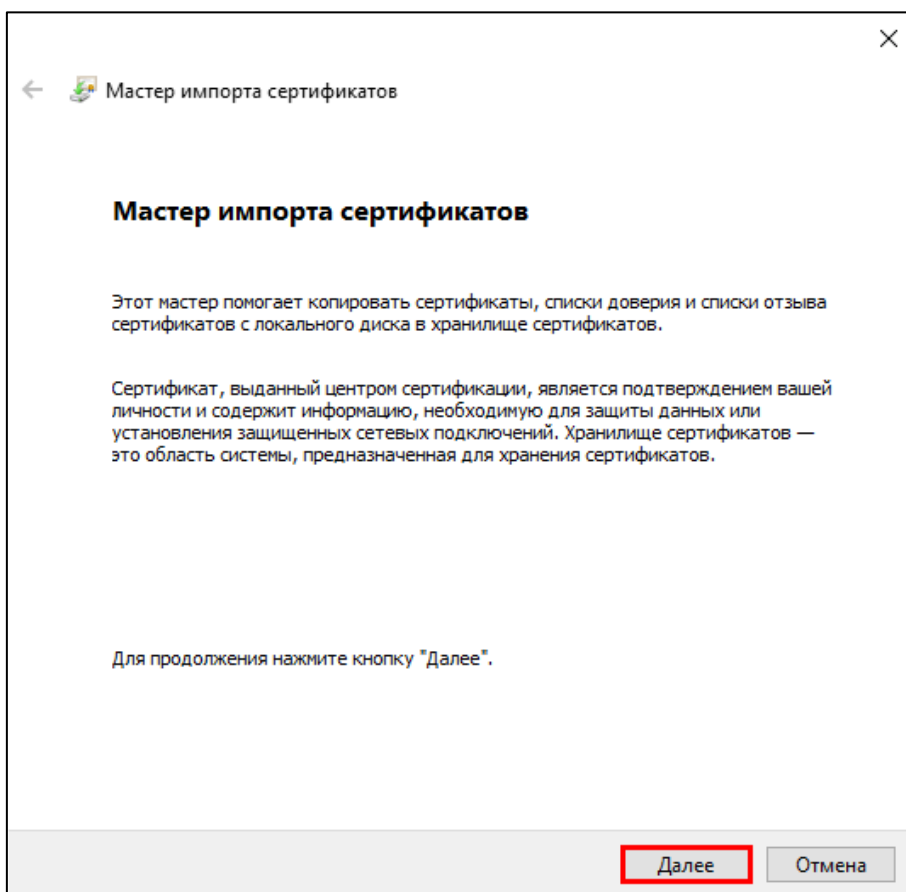 Мастер импорта сертификатов
Мастер импорта сертификатов
Этот мастер помогает копировать сертификаты, списки доверия и списки отзыва
сертификатов с локального диска в хранилище сертификатов.
Сертификат, выданный центром сертификации, является подтверждением вашей
личности и содержит информацию, необходимую для защиты данных или
установления защищенных сетевых подключений. Хранилище сертификатов —
это область системы, предназначенная для хранения сертификатов.
Для продолжения нажмите кнопку "Далее".
Далее
Отмена